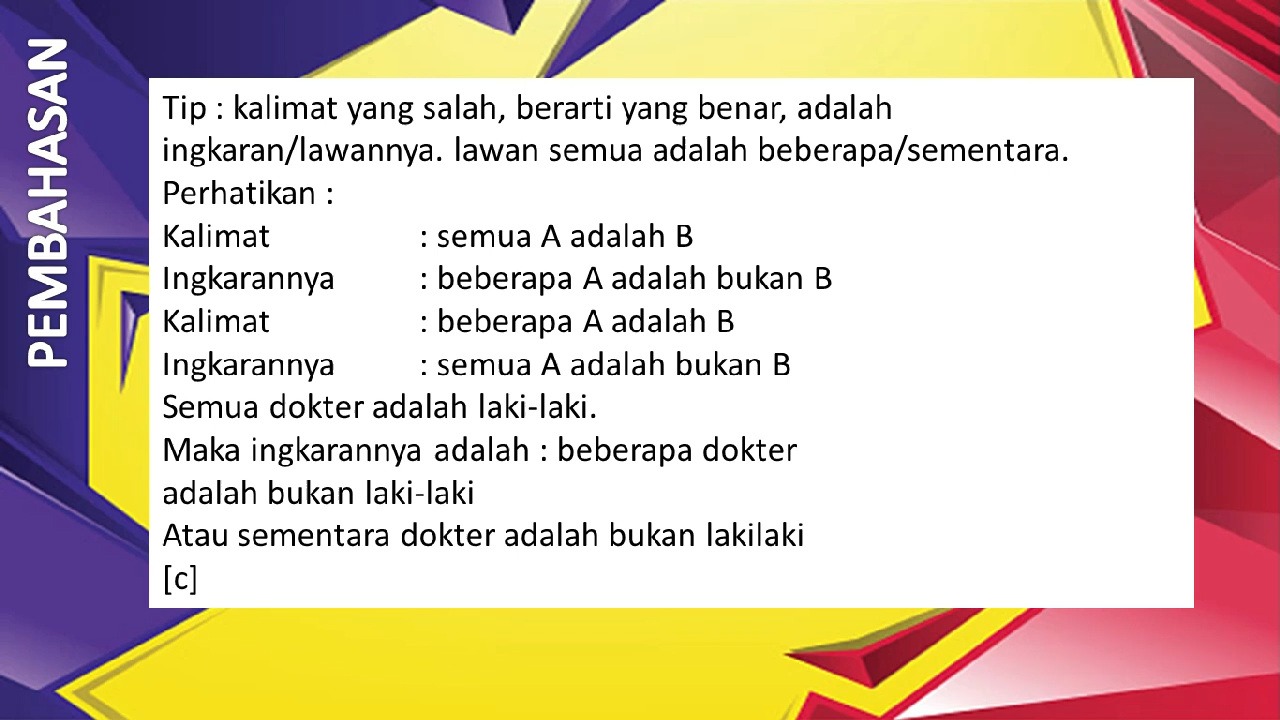 PEMBAHASAN
Tip : kalimat yang salah, berarti yang benar, adalah
ingkaran/lawannya. lawan semua adalah beberapa/sementara.
Perhatikan :
Kalimat : semua A adalah B
Ingkarannya : beberapa A adalah bukan B
Kalimat : beberapa A adalah B
Ingkarannya : semua A adalah bukan B
Semua dokter adalah laki-laki.
Maka ingkarannya adalah : beberapa dokter
adalah bukan laki-laki
Atau sementara dokter adalah bukan lakilaki
[c]